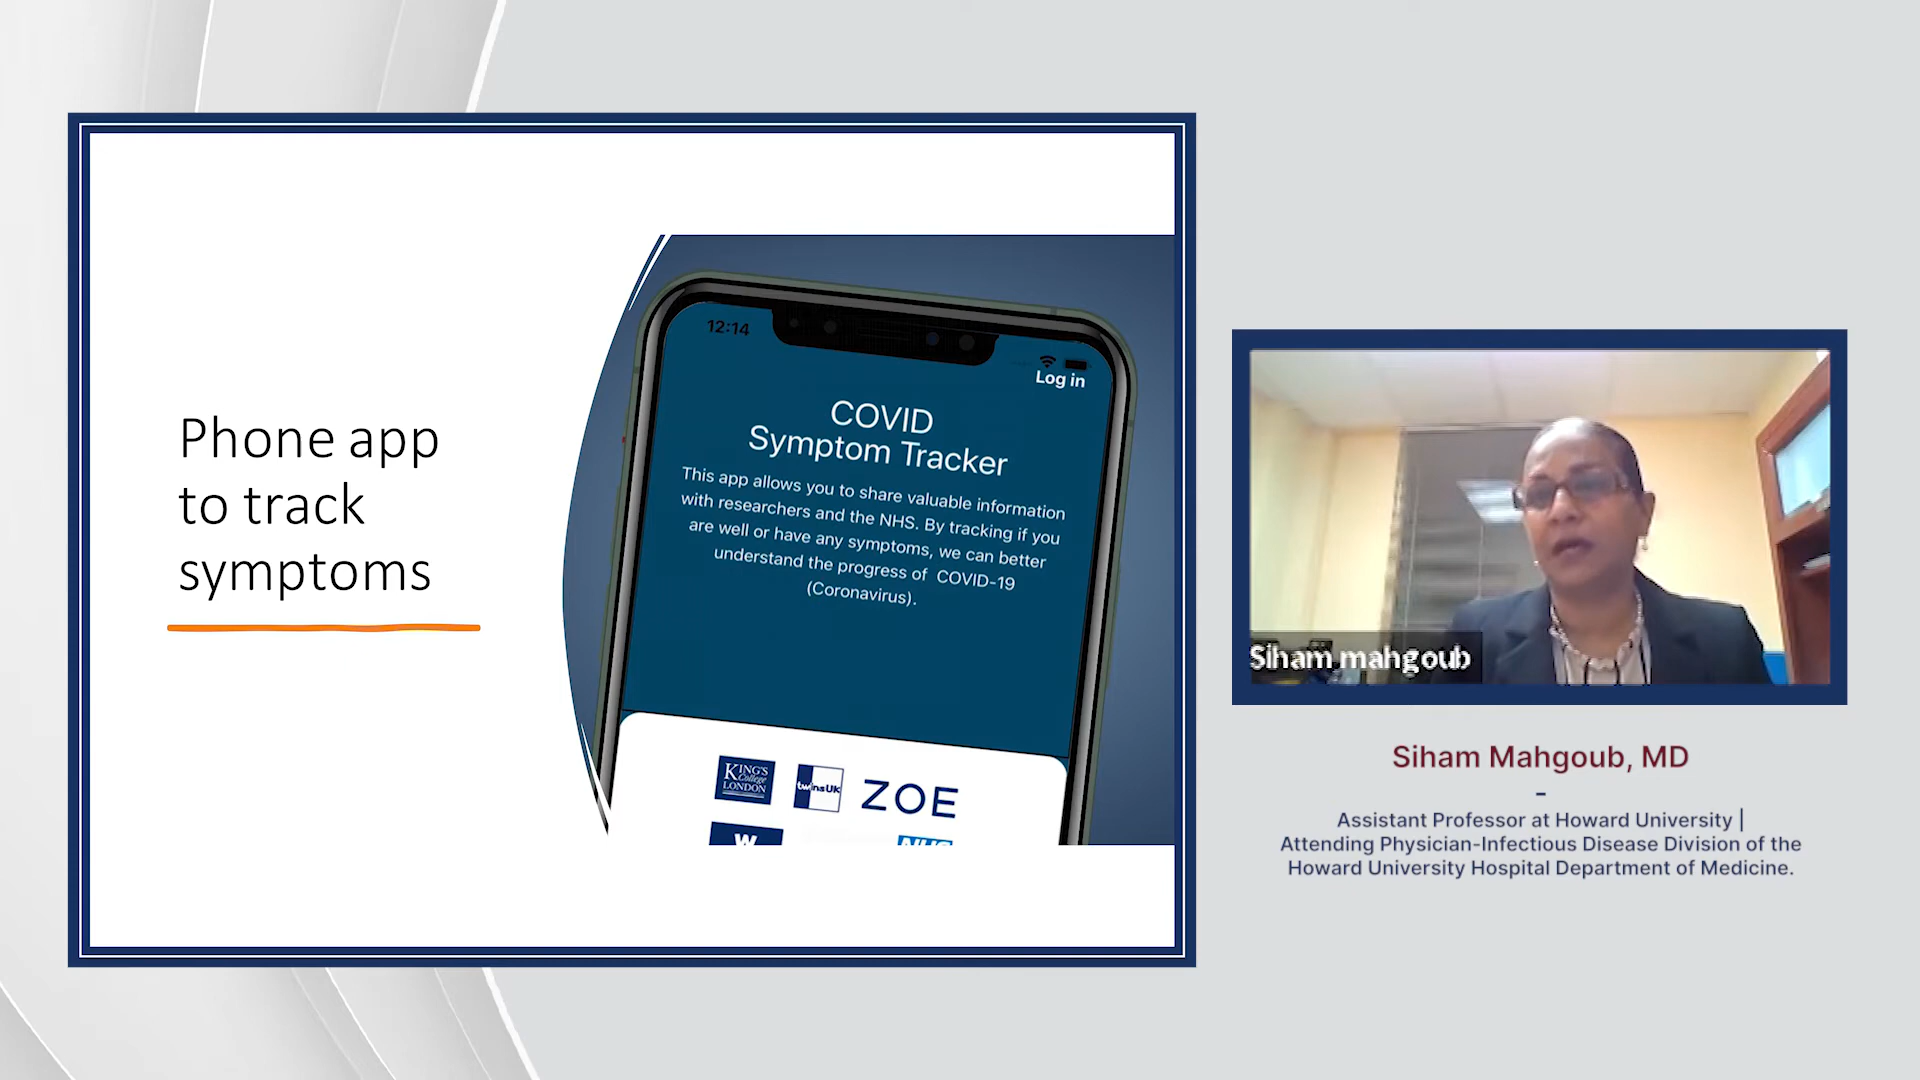 Phone app
to track
symptoms
12:14
Log in
COVID
Symptom Tracker
This app allows you to share valuable information
with researchers and the NHS. By tracking if you
are well or have any symptoms, we can better
understand the progress of COVID-19
(Coronavirus).
KING'S
College
LONDON
twinsUk
ZOE
W
NHS
Siham mahgoub
Siham Mahgoub, MD
-
Assistant Professor at Howard University |
Attending Physician-Infectious Disease Division of the
Howard University Hospital Department of Medicine.